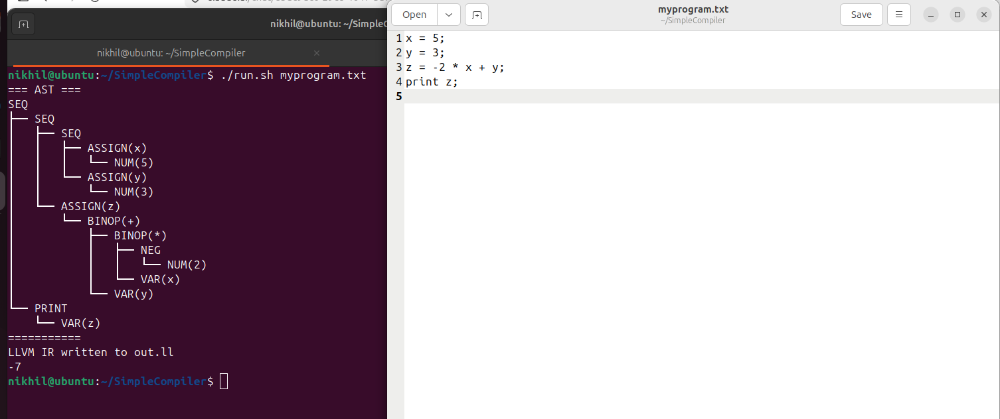 nikhil@ubuntu: ~/SimpleC
nikhil@ubuntu: ~/SimpleCompiler ×
nikhil@ubuntu:~/SimpleCompiler$ ./run.sh myprogram.txt
=== AST ===
SEQ
├── SEQ
│   ├── SEQ
│   │   ├── ASSIGN(x)
│   │   │   └── NUM(5)
│   │   └── ASSIGN(y)
│   │       └── NUM(3)
│   └── ASSIGN(z)
│       └── BINOP(+)
│           ├── BINOP(*)
│           │   ├── NEG
│           │   │   └── NUM(2)
│           │   └── VAR(x)
│           └── VAR(y)
└── PRINT
    └── VAR(z)
===========
LLVM IR written to out.ll
-7
nikhil@ubuntu:~/SimpleCompiler$
Open
myprogram.txt
~/SimpleCompiler
Save
1 x = 5;
2 y = 3;
3 z = -2 * x + y;
4 print z;
5